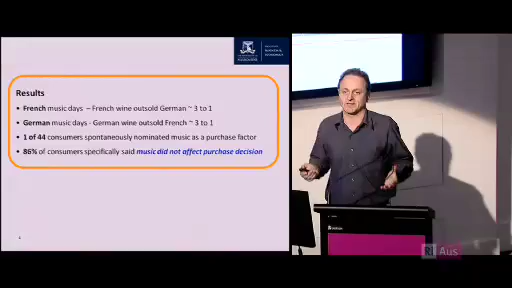 Results
• French music days – French wine outsold German ~ 3 to 1
• German music days - German wine outsold French ~ 3 to 1
• 1 of 44 consumers spontaneously nominated music as a purchase factor
• 86% of consumers specifically said music did not affect purchase decision
Aus